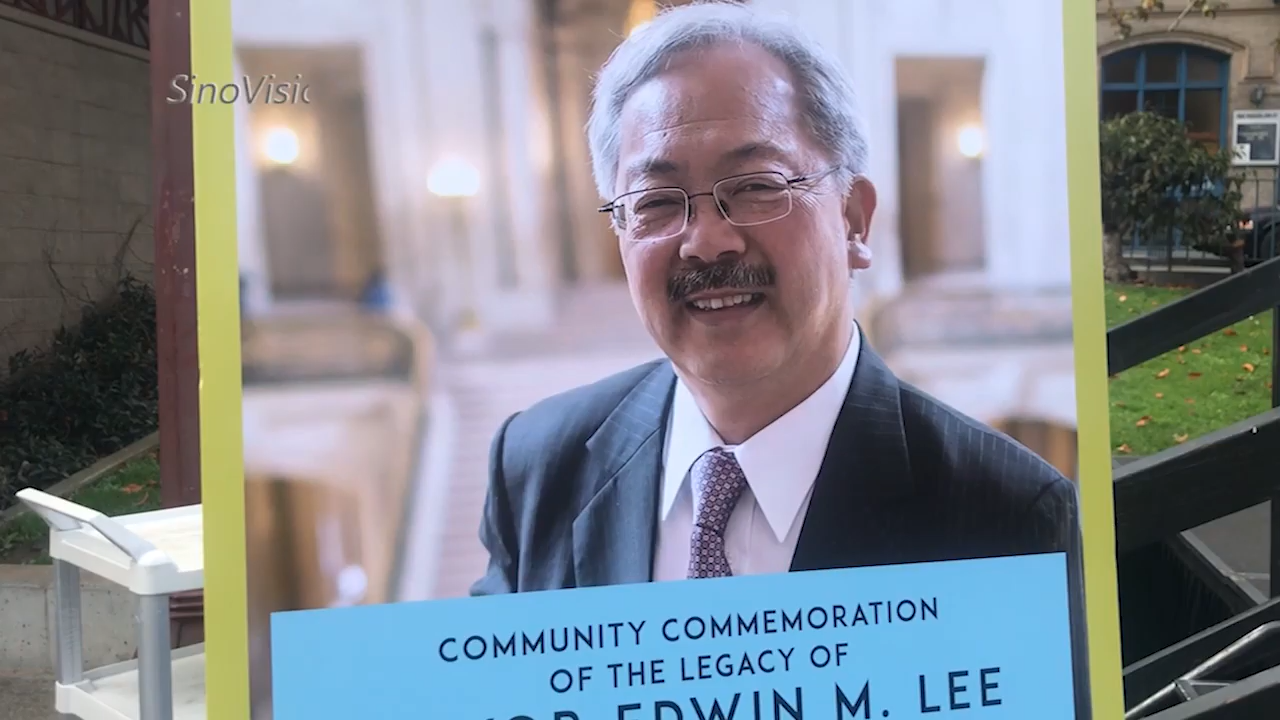 SinoVisi
COMMUNITY COMMEMORATION
OF THE LEGACY OF
EDWIN M. LEE